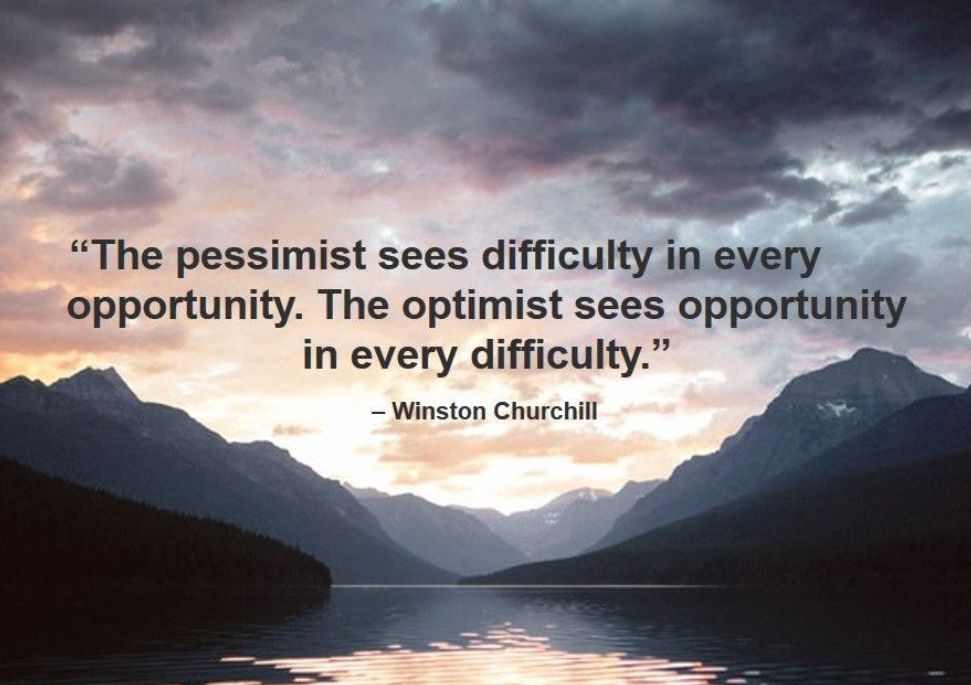 “The pessimist sees difficulty in every
opportunity. The optimist sees opportunity
in every difficulty.”
– Winston Churchill